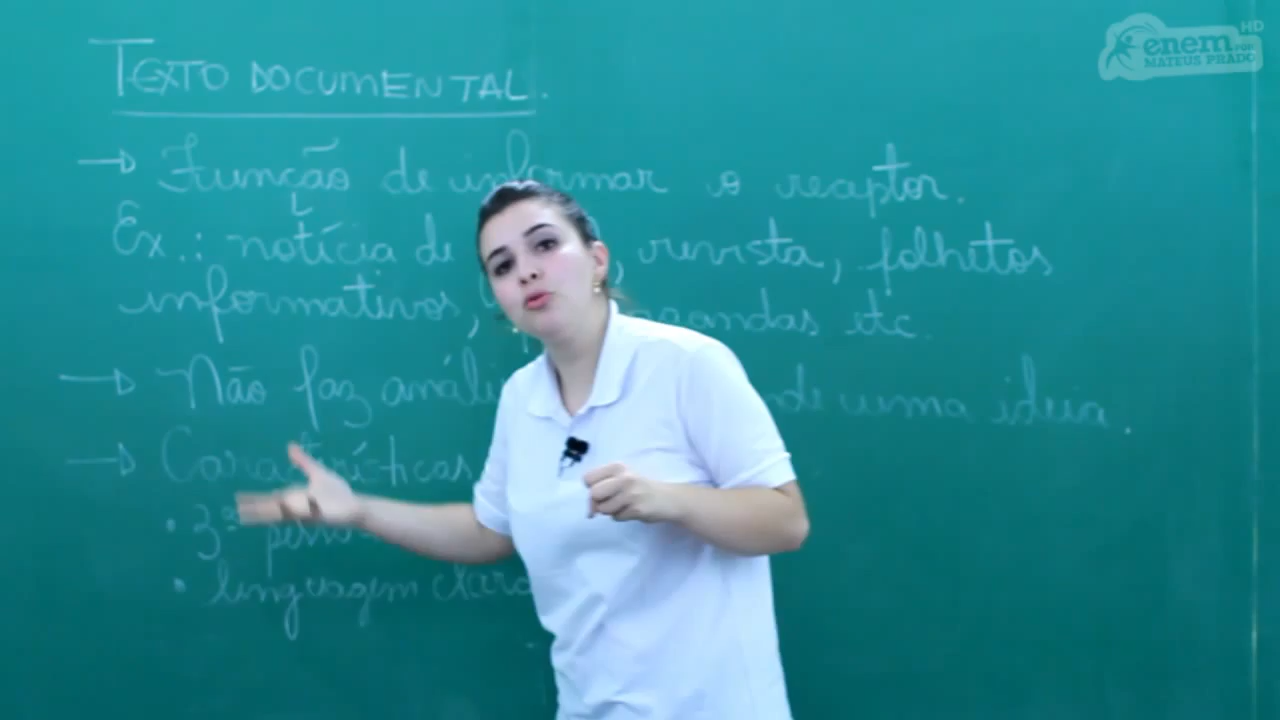 TEXTO DOCUMENTAL.
→ Função de informar o receptor.
Ex.: notícia de , revista, folhetos
informativos, etc.
→ Não faz uma ideia.
→ Características
• 3ª
• linguagem clara
enem HD
POR
MATEUS PRADO